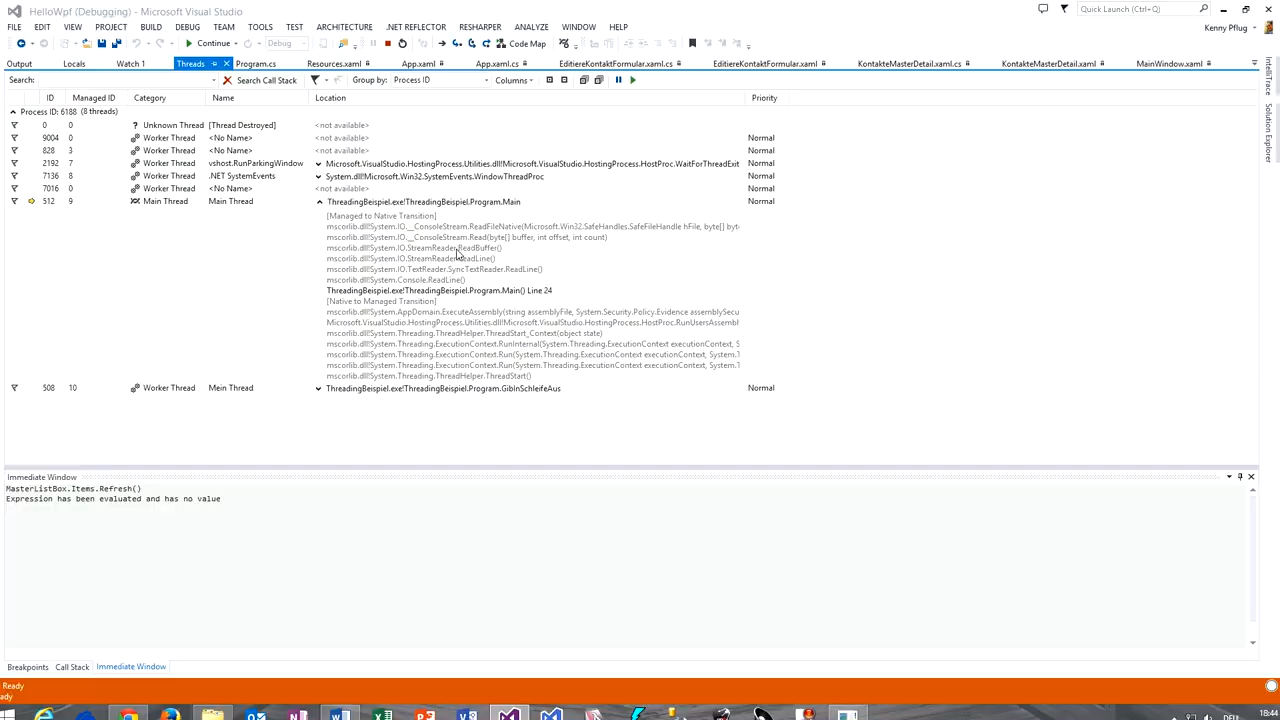 HelloWpf (Debugging) - Microsoft Visual Studio
Quick Launch (Ctrl+Q)
FILE EDIT VIEW PROJECT BUILD DEBUG TEAM TOOLS TEST ARCHITECTURE .NET REFLECTOR RESHARPER ANALYZE WINDOW HELP
Kenny Pflug
Continue Debug Code Map
Output Locals Watch 1 Threads Program.cs Resources.xaml App.xaml App.xaml.cs EditiereKontaktFormular.xaml.cs EditiereKontaktFormular.xaml KontakteMasterDetail.xaml.cs KontakteMasterDetail.xaml MainWindow.xaml
IntelliTrace
Solution Explorer
Search: Search Call Stack Group by: Process ID Columns
ID Managed ID Category Name Location Priority
Process ID: 6188 (8 threads)
0 0 ? Unknown Thread [Thread Destroyed] <not available>
9004 0 Worker Thread <No Name> <not available> Normal
828 3 Worker Thread <No Name> <not available> Normal
2192 7 Worker Thread vshost.RunParkingWindow Microsoft.VisualStudio.HostingProcess.Utilities.dll!Microsoft.VisualStudio.HostingProcess.HostProc.WaitForThreadExit Normal
7136 8 Worker Thread .NET SystemEvents System.dll!Microsoft.Win32.SystemEvents.WindowThreadProc Normal
7016 0 Worker Thread <No Name> <not available> Normal
512 9 Main Thread Main Thread ThreadingBeispiel.exe!ThreadingBeispiel.Program.Main Normal
[Managed to Native Transition]
mscorlib.dll!System.IO.__ConsoleStream.ReadFileNative(Microsoft.Win32.SafeHandles.SafeFileHandle hFile, byte[] byt
mscorlib.dll!System.IO.__ConsoleStream.Read(byte[] buffer, int offset, int count)
mscorlib.dll!System.IO.StreamReader.ReadBuffer()
mscorlib.dll!System.IO.StreamReader.ReadLine()
mscorlib.dll!System.IO.TextReader.SyncTextReader.ReadLine()
mscorlib.dll!System.Console.ReadLine()
ThreadingBeispiel.exe!ThreadingBeispiel.Program.Main() Line 24
[Native to Managed Transition]
mscorlib.dll!System.AppDomain.ExecuteAssembly(string assemblyFile, System.Security.Policy.Evidence assemblySecu
Microsoft.VisualStudio.HostingProcess.Utilities.dll!Microsoft.VisualStudio.HostingProcess.HostProc.RunUsersAssembl
mscorlib.dll!System.Threading.ThreadHelper.ThreadStart_Context(object state)
mscorlib.dll!System.Threading.ExecutionContext.RunInternal(System.Threading.ExecutionContext executionContext, S
mscorlib.dll!System.Threading.ExecutionContext.Run(System.Threading.ExecutionContext executionContext, System.T
mscorlib.dll!System.Threading.ExecutionContext.Run(System.Threading.ExecutionContext executionContext, System.T
mscorlib.dll!System.Threading.ThreadHelper.ThreadStart()
508 10 Worker Thread Mein Thread ThreadingBeispiel.exe!ThreadingBeispiel.Program.GibInSchleifeAus Normal
Immediate Window
MasterListBox.Items.Refresh()
Expression has been evaluated and has no value
Breakpoints Call Stack Immediate Window
Ready
ady
18:44